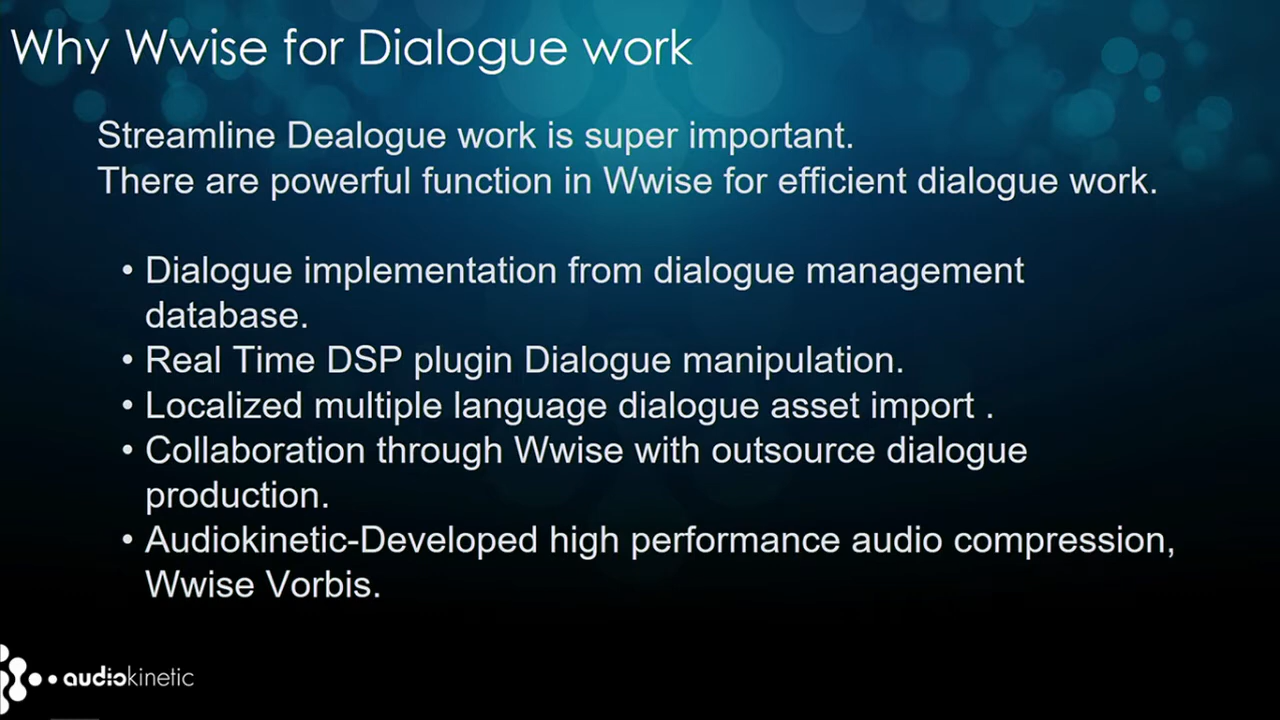 Why Wwise for Dialogue work
Streamline Dealogue work is super important.
There are powerful function in Wwise for efficient dialogue work.
• Dialogue implementation from dialogue management
database.
• Real Time DSP plugin Dialogue manipulation.
• Localized multiple language dialogue asset import .
• Collaboration through Wwise with outsource dialogue
production.
• Audiokinetic-Developed high performance audio compression,
Wwise Vorbis.
audiokinetic